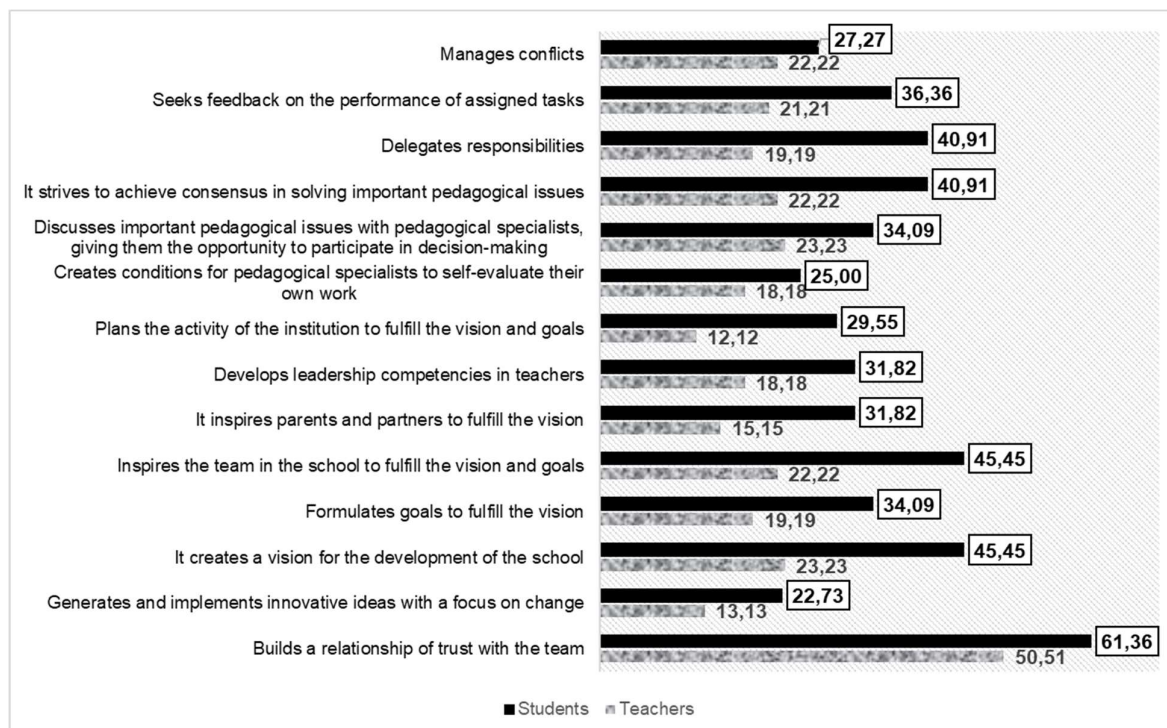 Manages conflicts
27,27
22,22
Seeks feedback on the performance of assigned tasks
36,36
21,21
Delegates responsibilities
40,91
19,19
It strives to achieve consensus in solving important pedagogical issues
40,91
22,22
Discusses important pedagogical issues with pedagogical specialists,
giving them the opportunity to participate in decision-making
34,09
23,23
Creates conditions for pedagogical specialists to self-evaluate their
own work
25,00
18,18
Plans the activity of the institution to fulfill the vision and goals
29,55
12,12
Develops leadership competencies in teachers
31,82
18,18
It inspires parents and partners to fulfill the vision
31,82
15,15
Inspires the team in the school to fulfill the vision and goals
45,45
22,22
Formulates goals to fulfill the vision
34,09
19,19
It creates a vision for the development of the school
45,45
23,23
Generates and implements innovative ideas with a focus on change
22,73
13,13
Builds a relationship of trust with the team
61,36
50,51
Students Teachers